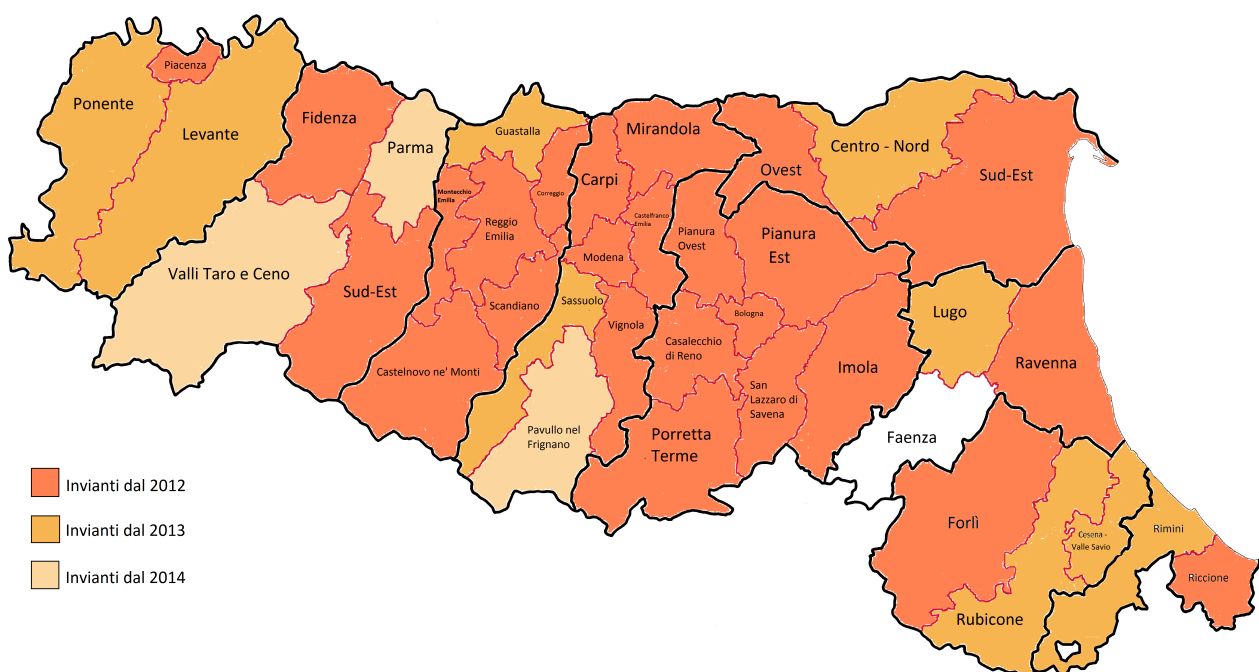 Piacenza
Ponente
Levante
Fidenza
Parma
Guastalla
Mirandola
Centro - Nord
Ovest
Sud-Est
Carpi
Montecchio
Emilia
Correggio
Castelfranco
Emilia
Reggio
Emilia
Pianura
Ovest
Pianura
Est
Modena
Valli Taro e Ceno
Sud-Est
Scandiano
Sassuolo
Vignola
Bologna
Lugo
Casalecchio
di Reno
Imola
Ravenna
Castelnovo ne' Monti
San
Lazzaro di
Savena
Pavullo nel
Frignano
Porretta
Terme
Faenza
Forlì
Cesena -
Valle Savio
Rimini
Riccione
Rubicone
Invianti dal 2012
Invianti dal 2013
Invianti dal 2014